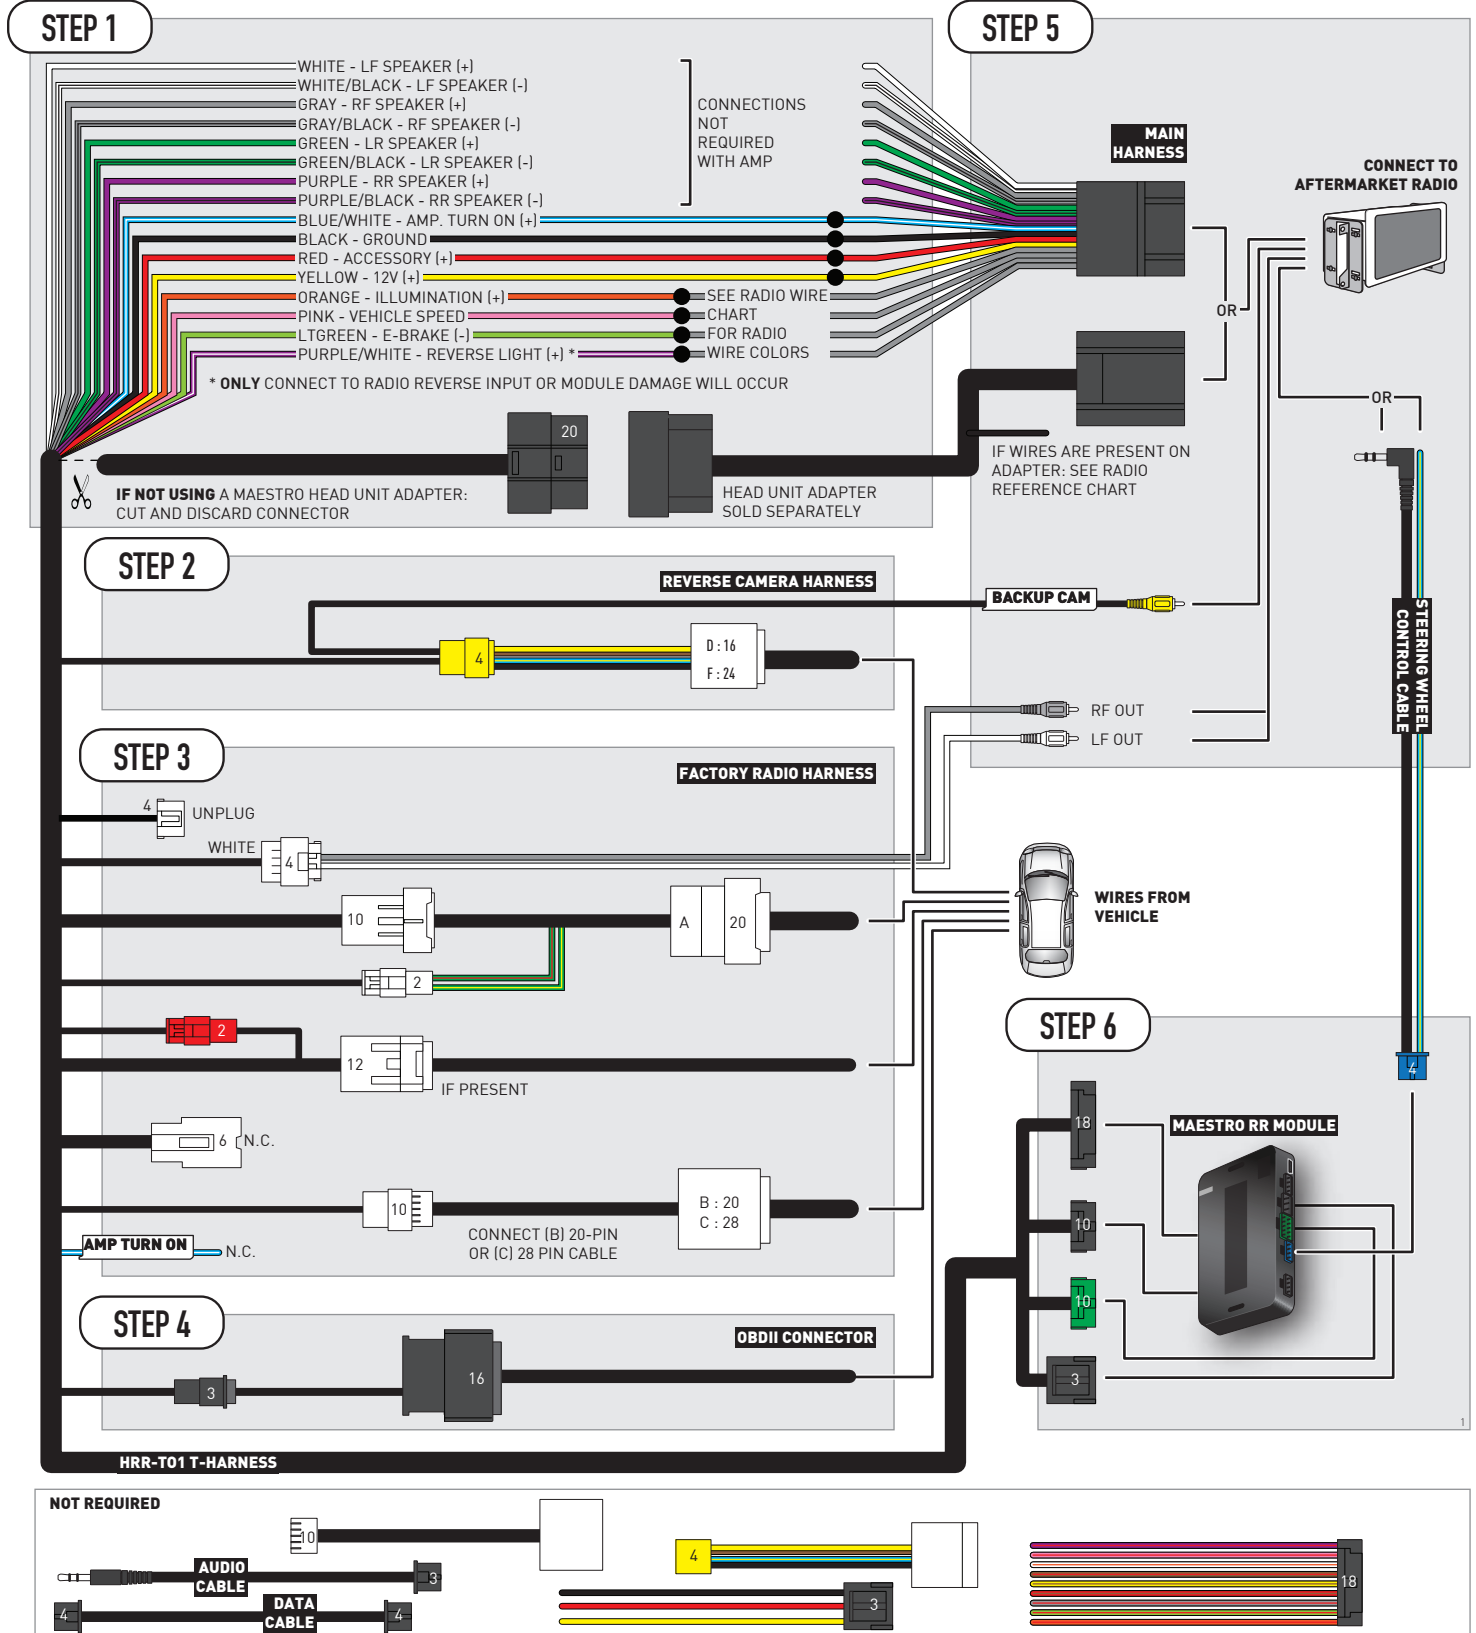 STEP 1
WHITE - LF SPEAKER (+)
WHITE/BLACK - LF SPEAKER (-)
GRAY - RF SPEAKER (+)
GRAY/BLACK - RF SPEAKER (-)
GREEN - LR SPEAKER (+)
GREEN/BLACK - LR SPEAKER (-)
PURPLE - RR SPEAKER (+)
PURPLE/BLACK - RR SPEAKER (-)
BLUE/WHITE - AMP. TURN ON (+)
BLACK - GROUND
RED - ACCESSORY (+)
YELLOW - 12V (+)
ORANGE - ILLUMINATION (+)
PINK - VEHICLE SPEED
LTGREEN - E-BRAKE (-)
PURPLE/WHITE - REVERSE LIGHT (+) *
CONNECTIONS
NOT
REQUIRED
WITH AMP
SEE RADIO WIRE
CHART
FOR RADIO
WIRE COLORS
* ONLY CONNECT TO RADIO REVERSE INPUT OR MODULE DAMAGE WILL OCCUR
20
IF NOT USING A MAESTRO HEAD UNIT ADAPTER:
CUT AND DISCARD CONNECTOR
HEAD UNIT ADAPTER
SOLD SEPARATELY
STEP 5
MAIN
HARNESS
CONNECT TO
AFTERMARKET RADIO
OR
OR
IF WIRES ARE PRESENT ON
ADAPTER: SEE RADIO
REFERENCE CHART
BACKUP CAM
STEERING WHEEL
CONTROL CABLE
RF OUT
LF OUT
STEP 2
REVERSE CAMERA HARNESS
4
D : 16
F : 24
STEP 3
FACTORY RADIO HARNESS
4
UNPLUG
WHITE
4
10
A
20
2
2
12
IF PRESENT
6
N.C.
10
B : 20
C : 28
CONNECT (B) 20-PIN
OR (C) 28 PIN CABLE
AMP TURN ON
N.C.
WIRES FROM
VEHICLE
STEP 4
OBDII CONNECTOR
3
16
HRR-TO1 T-HARNESS
STEP 6
4
18
MAESTRO RR MODULE
10
10
3
1
NOT REQUIRED
10
AUDIO
CABLE
3
4
DATA
CABLE
4
4
3
18